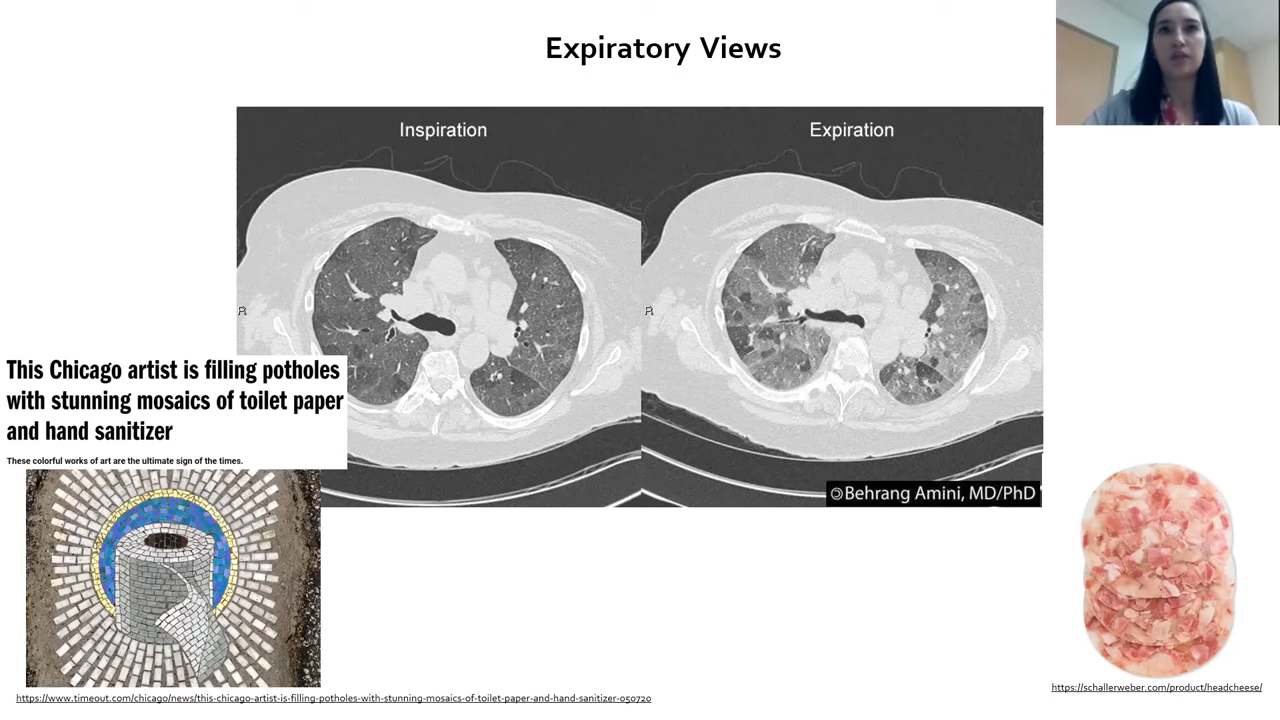 Expiratory Views
Inspiration
Expiration
R
R
This Chicago artist is filling potholes
with stunning mosaics of toilet paper
and hand sanitizer
These colorful works of art are the ultimate sign of the times.
©Behrang Amini, MD/PhD
https://schallerweber.com/product/headcheese/
https://www.timeout.com/chicago/news/this-chicago-artist-is-filling-potholes-with-stunning-mosaics-of-toilet-paper-and-hand-sanitizer-050720